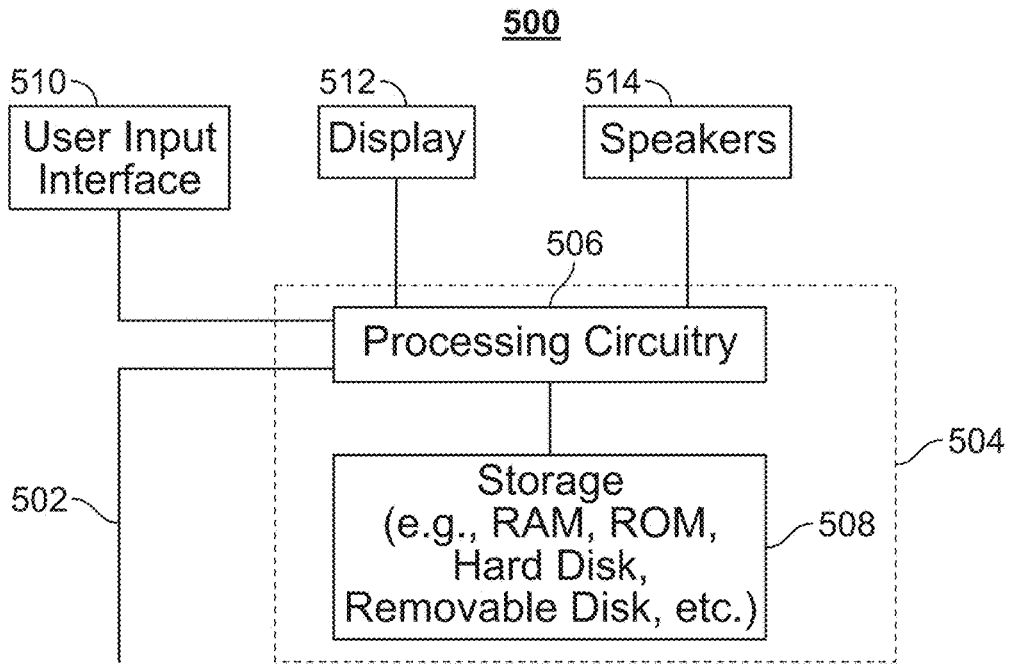 500
510
512
514
User Input
Interface
Display
Speakers
506
Processing Circuitry
504
502
Storage
(e.g., RAM, ROM,
Hard Disk,
Removable Disk, etc.)
508